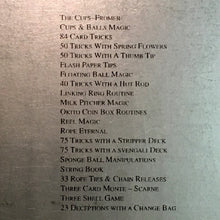 The Cups–Fromer
Cups & Balls Magic
84 Card Tricks
50 Tricks with Spring Flowers
50 Tricks with a Thumb Tip
Flash Paper Tips
Floating Ball Magic
40 Tricks with a Hot Rod
Linking Ring Routine
Milk Pitcher Magic
Okito Coin Box Routines
Reel Magic
Rope Eternal
75 Tricks with a Stripper Deck
75 Tricks with a Svengali Deck
Sponge Ball Manipulations
String Book
33 Rope Ties & Chain Releases
Three Card Monte – Scarne
Three Shell Game
23 Deceptions with a Change Bag